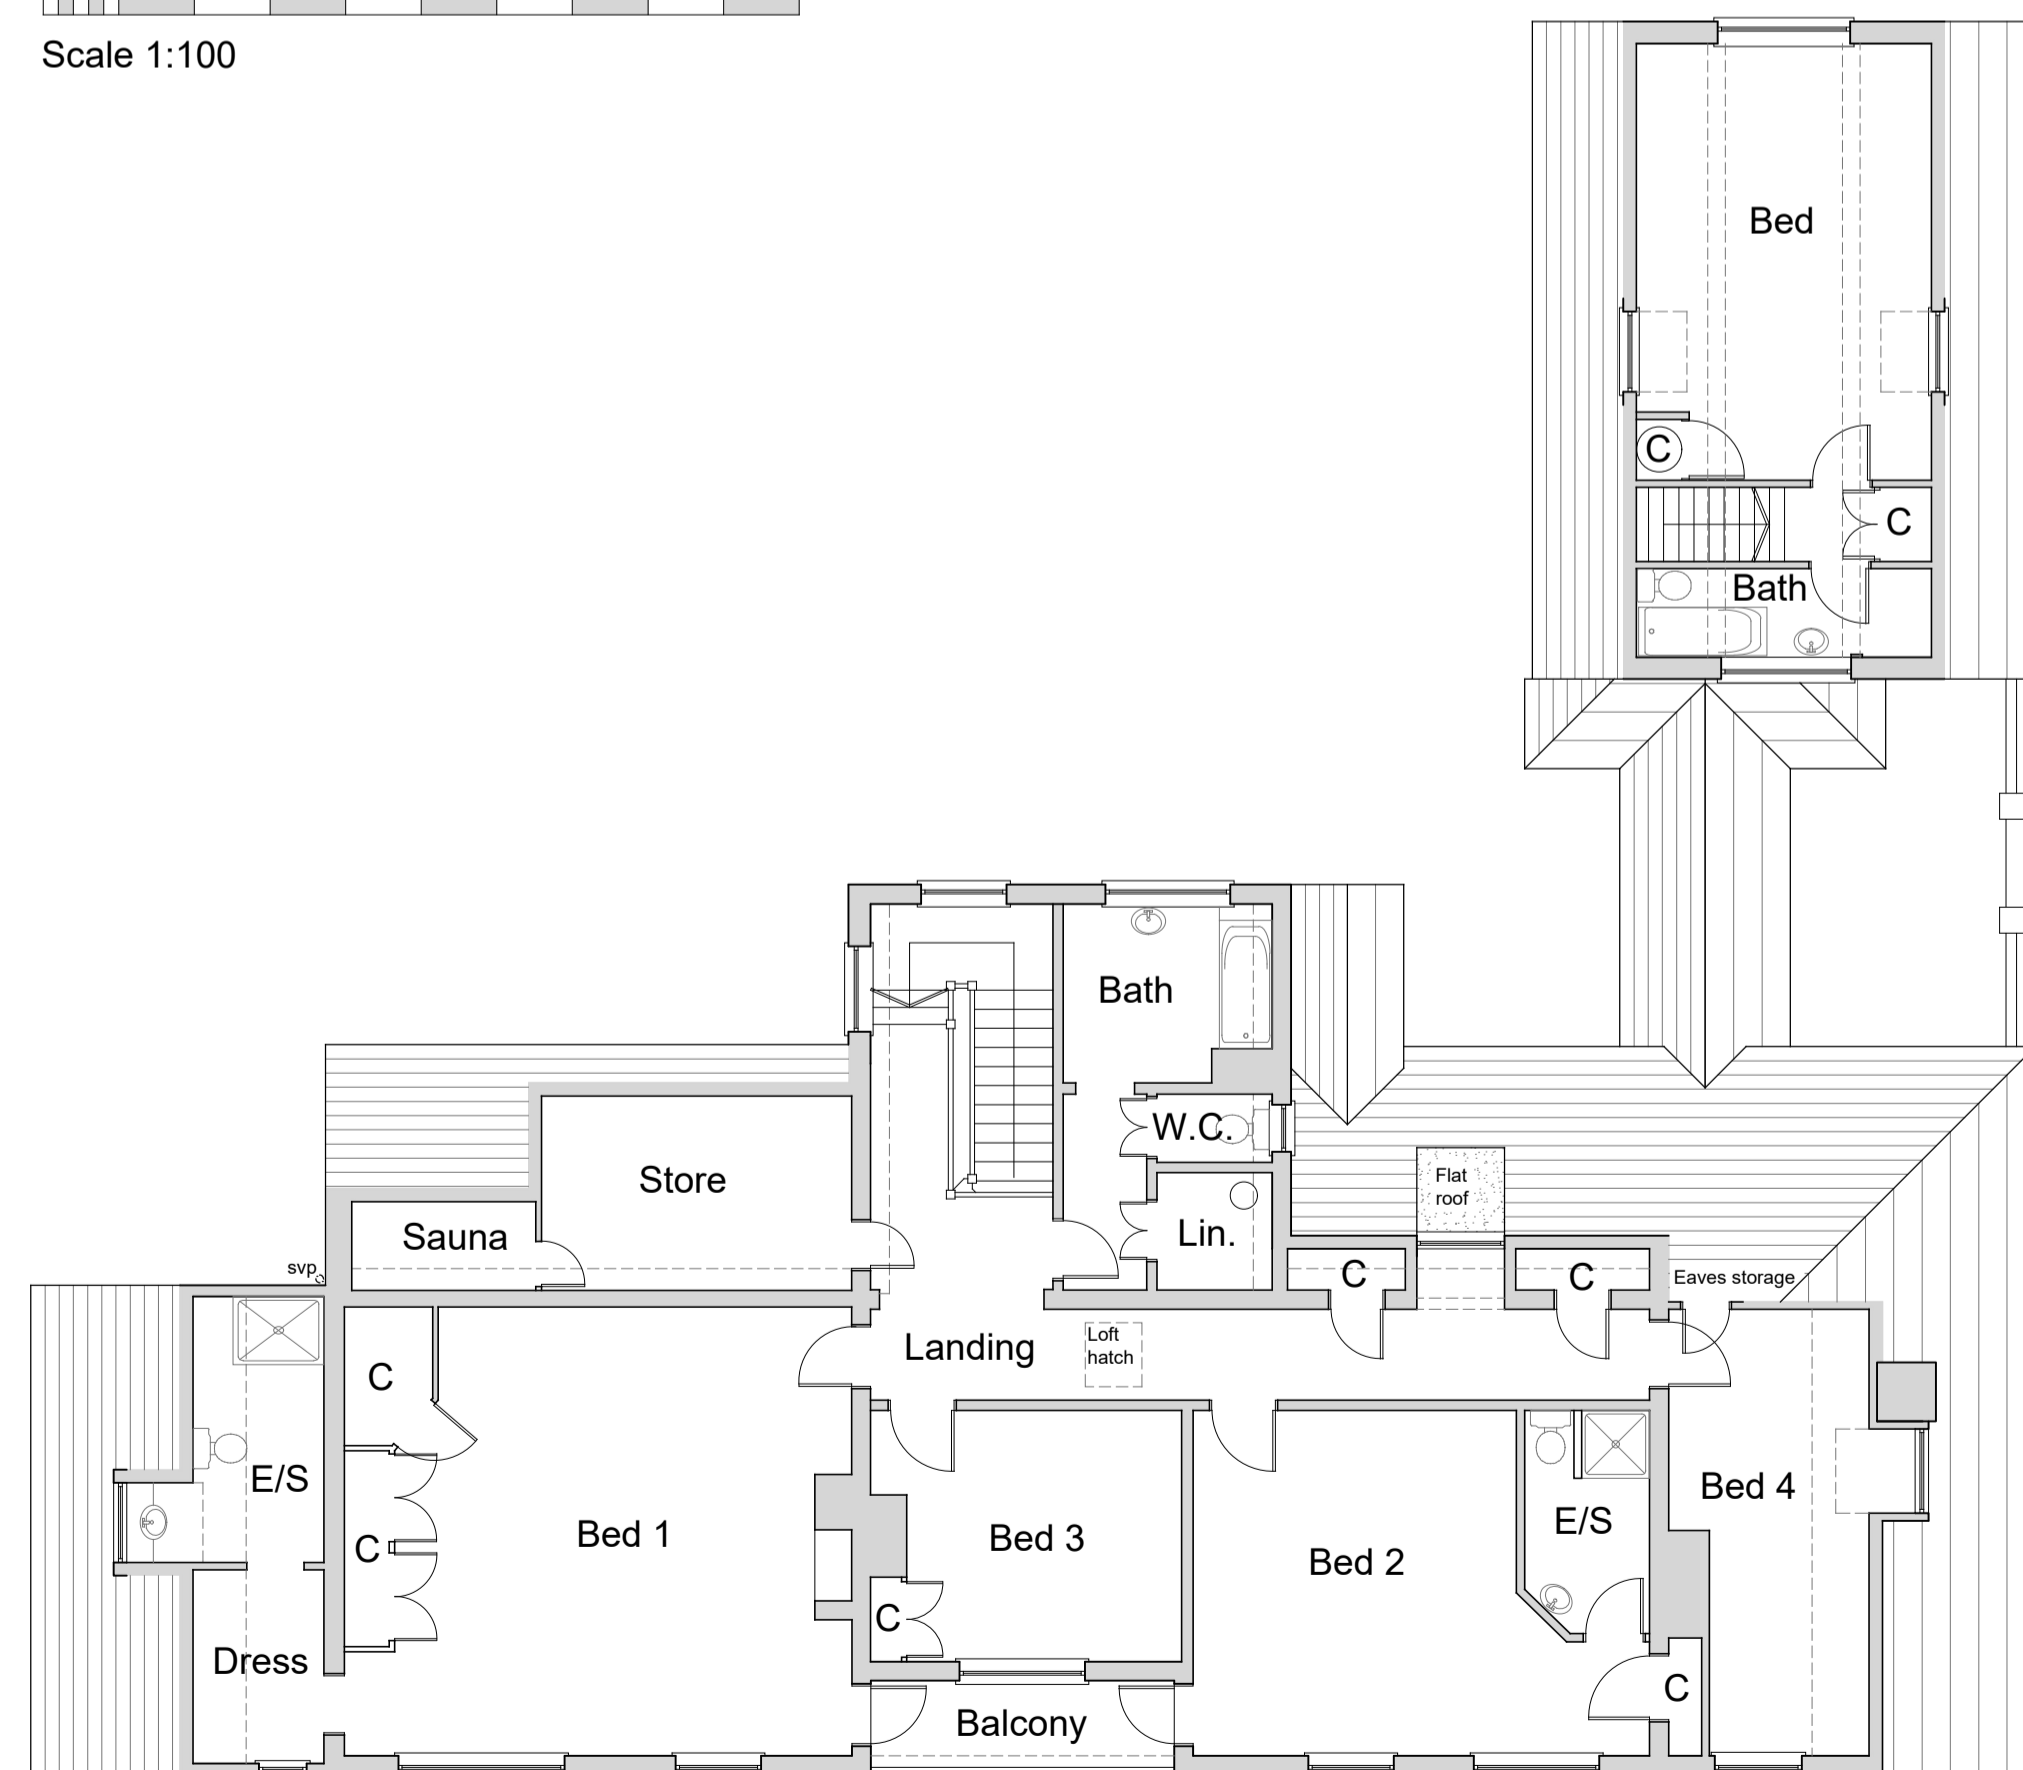 Scale 1:100
Bed
C
C
Bath
Bath
W.C.
Flat
roof
Store
Lin.
Sauna
svp
C
C
Eaves storage
Landing
Loft
hatch
C
E/S
Bed 4
E/S
Bed 1
Bed 3
C
Bed 2
C
Dress
C
Balcony